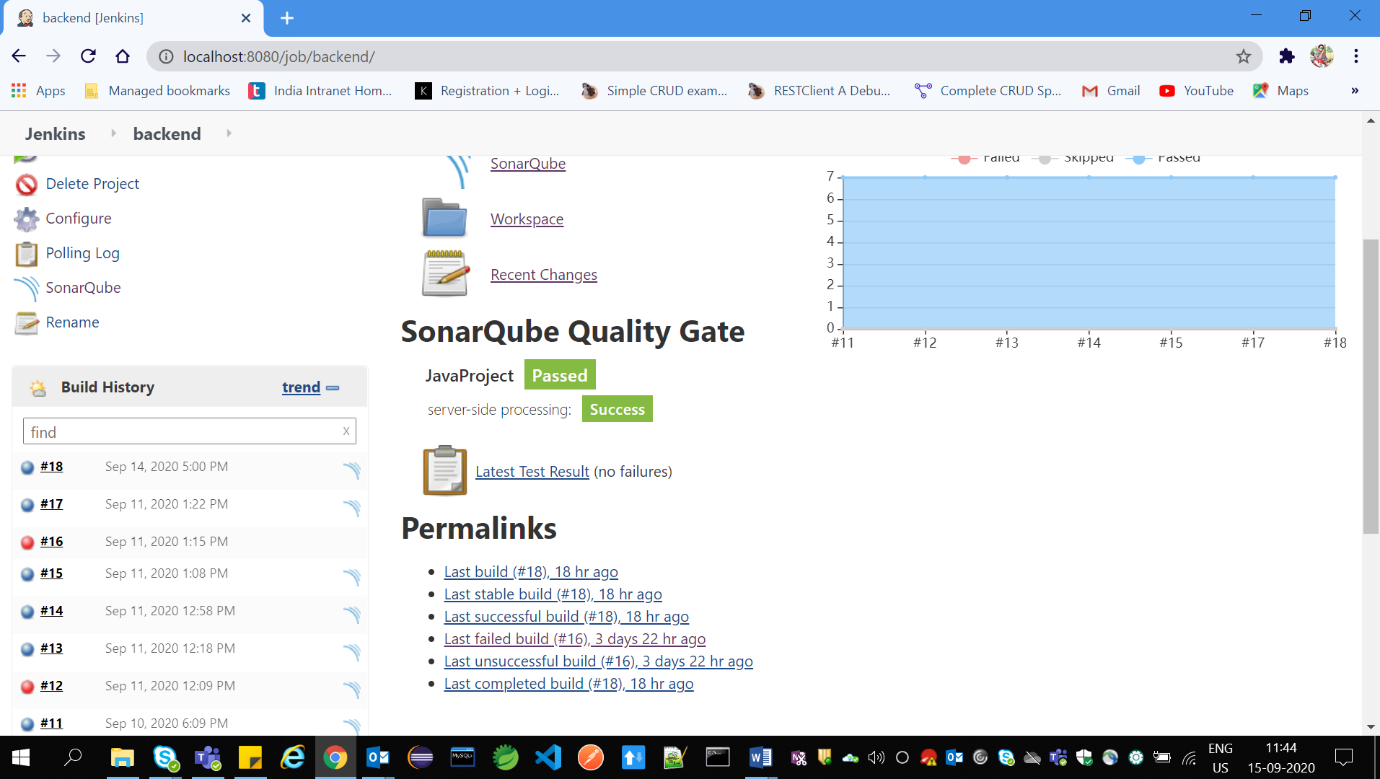 backend [Jenkins]
localhost:8080/job/backend/
Apps Managed bookmarks India Intranet Hom... Registration + Logi... Simple CRUD exam... RESTClient A Debu... Complete CRUD Sp... Gmail YouTube Maps »
Jenkins backend
Delete Project
Configure
Polling Log
SonarQube
Rename
Build History trend
find x
#18 Sep 14, 2020 5:00 PM
#17 Sep 11, 2020 1:22 PM
#16 Sep 11, 2020 1:15 PM
#15 Sep 11, 2020 1:08 PM
#14 Sep 11, 2020 12:58 PM
#13 Sep 11, 2020 12:18 PM
#12 Sep 11, 2020 12:09 PM
#11 Sep 10, 2020 6:09 PM
SonarQube
Workspace
Recent Changes
SonarQube Quality Gate
JavaProject Passed
server-side processing: Success
Latest Test Result (no failures)
Permalinks
Last build (#18), 18 hr ago
Last stable build (#18), 18 hr ago
Last successful build (#18), 18 hr ago
Last failed build (#16), 3 days 22 hr ago
Last unsuccessful build (#16), 3 days 22 hr ago
Last completed build (#18), 18 hr ago
Failed Skipped Passed
7
6
5
4
3
2
1
0
#11 #12 #13 #14 #15 #17 #18
MySQL
ENG
US
11:44
15-09-2020